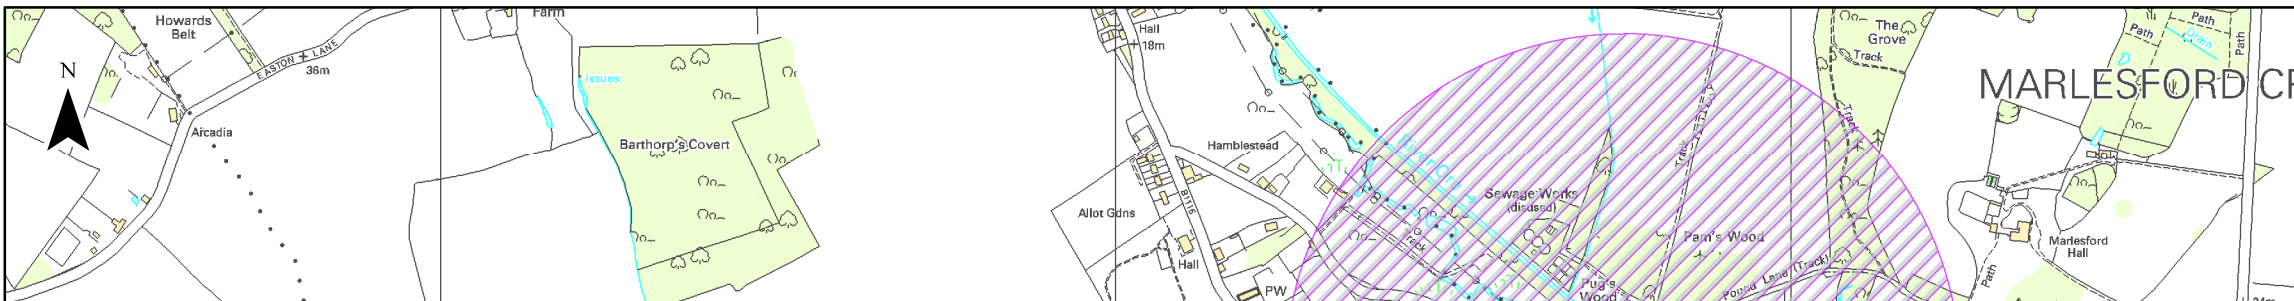 Howards
Belt
EASTON LANE
36m
N
Arcadia
Farm
Issues
Barthorp's Covert
Hall
18m
Hamblestead
B1116
Allot Gdns
Hall
PW
Sewage Works
(disused)
Track
Track
Pam's Wood
Pug's
Wood
Pound Lane (Track)
The
Grove
Track
Track
Path
Path
Drain
Path
MARLESFORD
Marlesford
Hall
Path